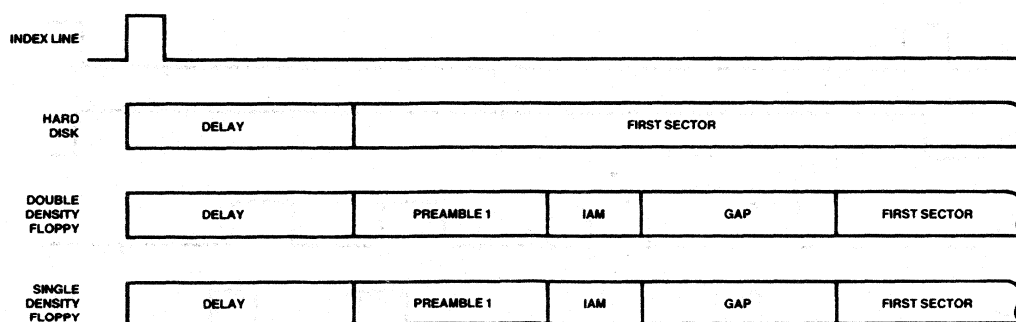 INDEX LINE
HARD
DISK
DELAY
FIRST SECTOR
DOUBLE
DENSITY
FLOPPY
DELAY
PREAMBLE 1
IAM
GAP
FIRST SECTOR
SINGLE
DENSITY
FLOPPY
DELAY
PREAMBLE 1
IAM
GAP
FIRST SECTOR